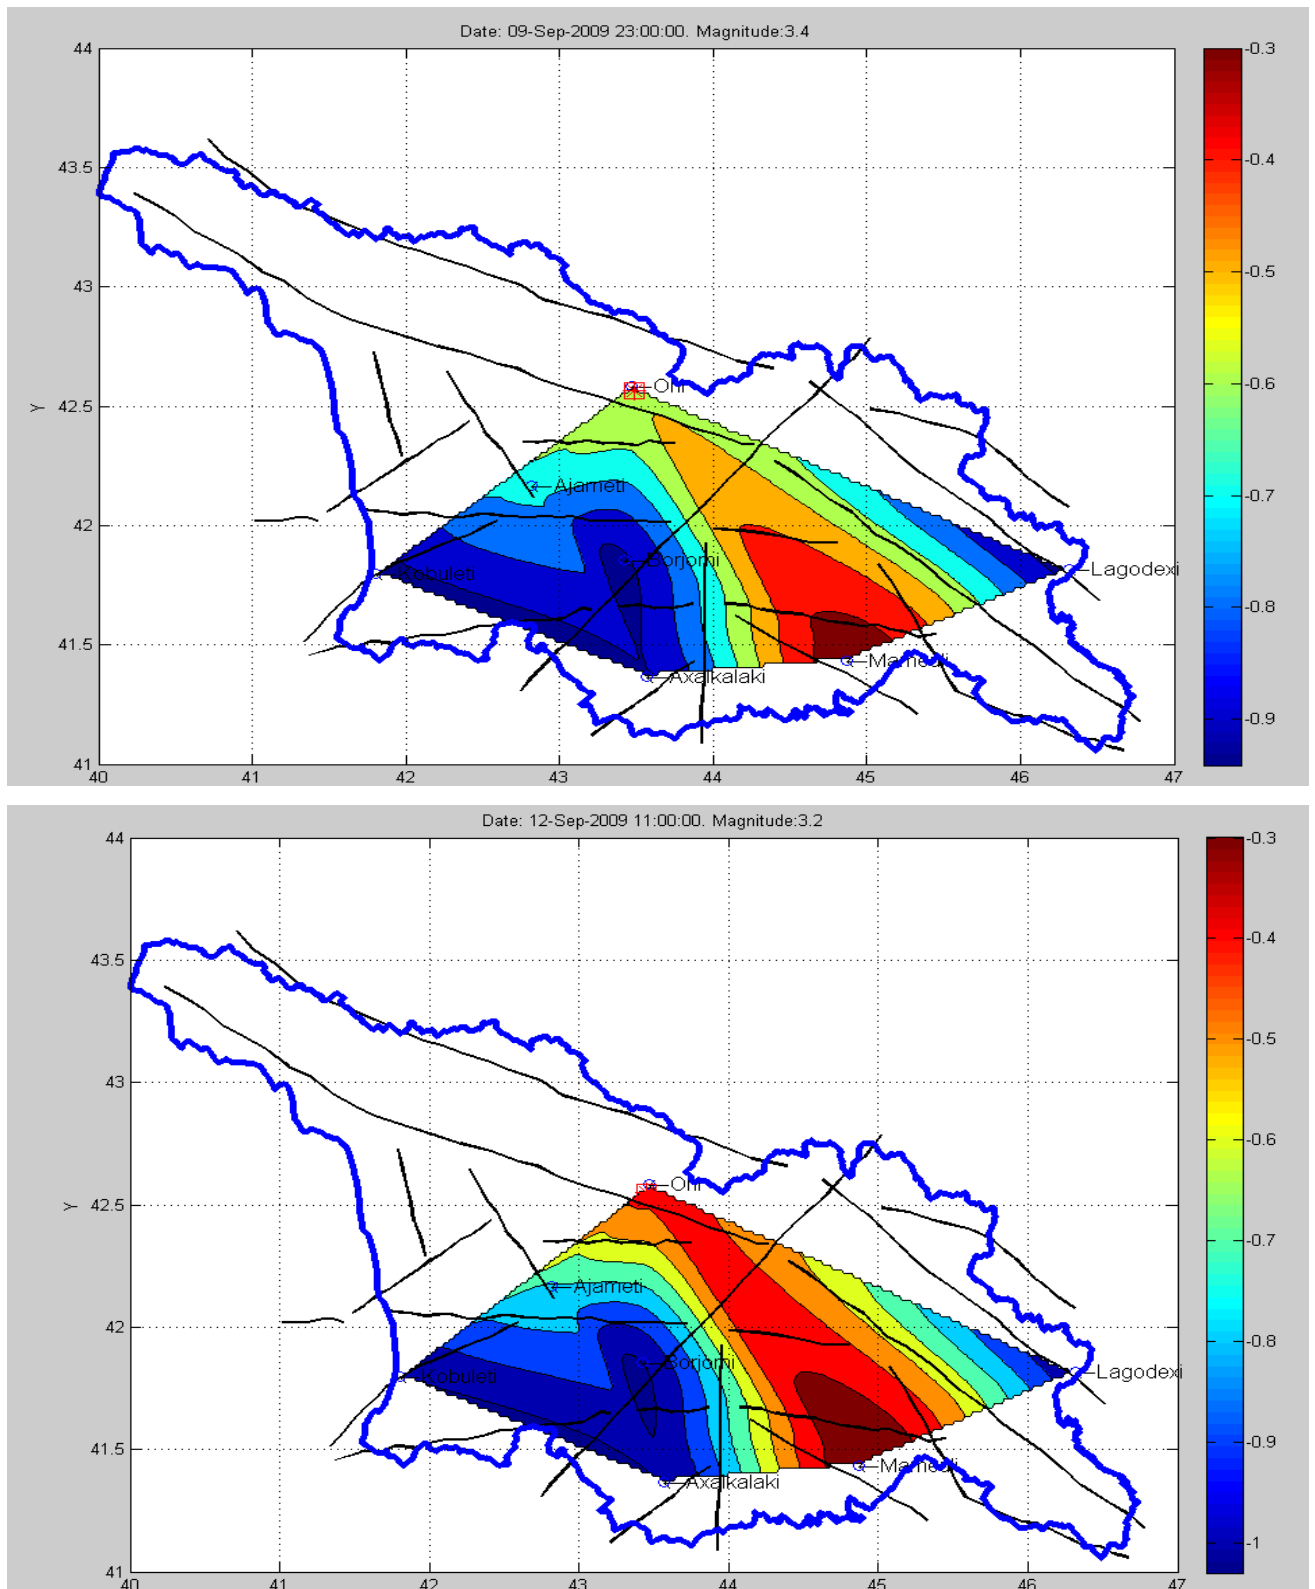 Date: 09-Sep-2009 23:00:00. Magnitude:3.4
44
-0.3
43.5
-0.4
43
-0.5
Oni
-0.6
Y
42.5
Ajameti
-0.7
42
Borjomi
Kobuleti
Lagodexi
-0.8
41.5
Marneuli
Axalkalaki
-0.9
41
40
41
42
43
44
45
46
47
Date: 12-Sep-2009 11:00:00. Magnitude:3.2
44
-0.3
43.5
-0.4
43
-0.5
-0.6
Oni
Y
42.5
-0.7
Ajameti
42
-0.8
Borjomi
Kobuleti
Lagodexi
41.5
-0.9
Marneuli
Axalkalaki
-1
41
40
41
42
43
44
45
46
47